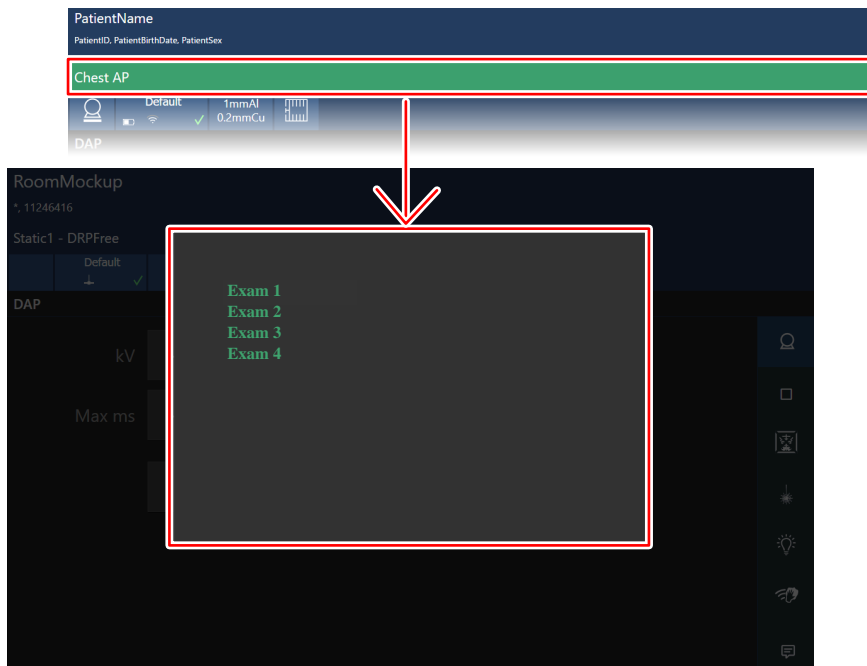 PatientName
PatientID, PatientBirthDate, PatientSex
Chest AP
Default
1mmAl
0.2mmCu
DAP
RoomMockup
*, 11246416
Static1 - DRPFree
Default
DAP
Exam 1
Exam 2
Exam 3
Exam 4
kV
Max ms